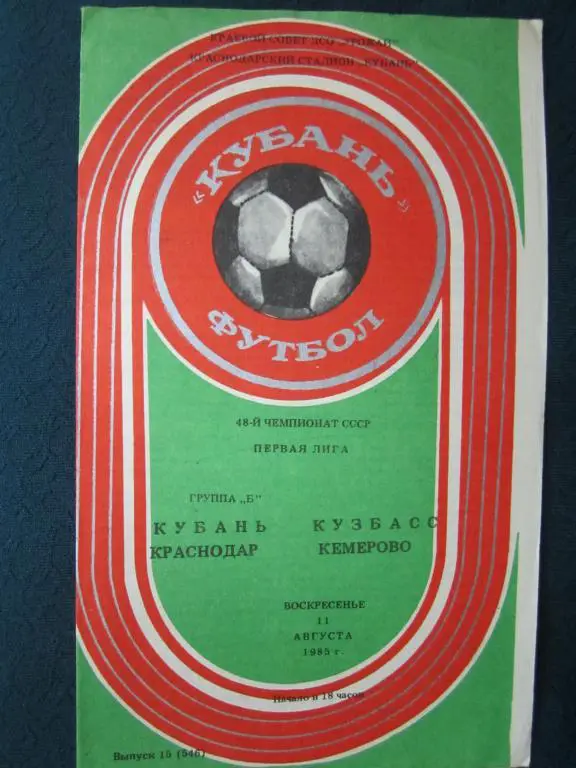 КРАЕВОЙ СОВЕТ ДСО „УРОЖАЙ"
КРАСНОДАРСКИЙ СТАДИОН „КУБАНЬ"
«КУБАНЬ»
ФУТБОЛ
48-Й ЧЕМПИОНАТ СССР
ПЕРВАЯ ЛИГА
ГРУППА „Б"
КУБАНЬ КУЗБАСС
КРАСНОДАР КЕМЕРОВО
ВОСКРЕСЕНЬЕ
11
АВГУСТА
1985 г.
Начало в 18 часов
Выпуск 15 (546)